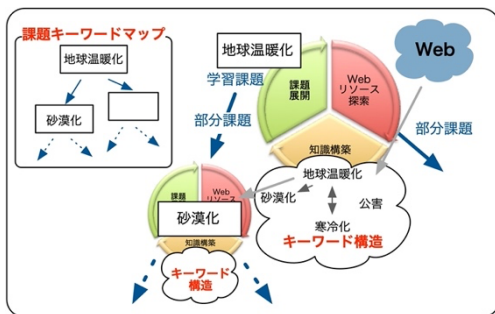 課題キーワードマップ
地球温暖化
砂漠化
地球温暖化
学習課題
部分課題
課題
展開
Web
リソース
探索
知識構築
Web
部分課題
地球温暖化
砂漠化
公害
寒冷化
キーワード構造
課題
Web
リソース
砂漠化
知識構築
キーワード
構造